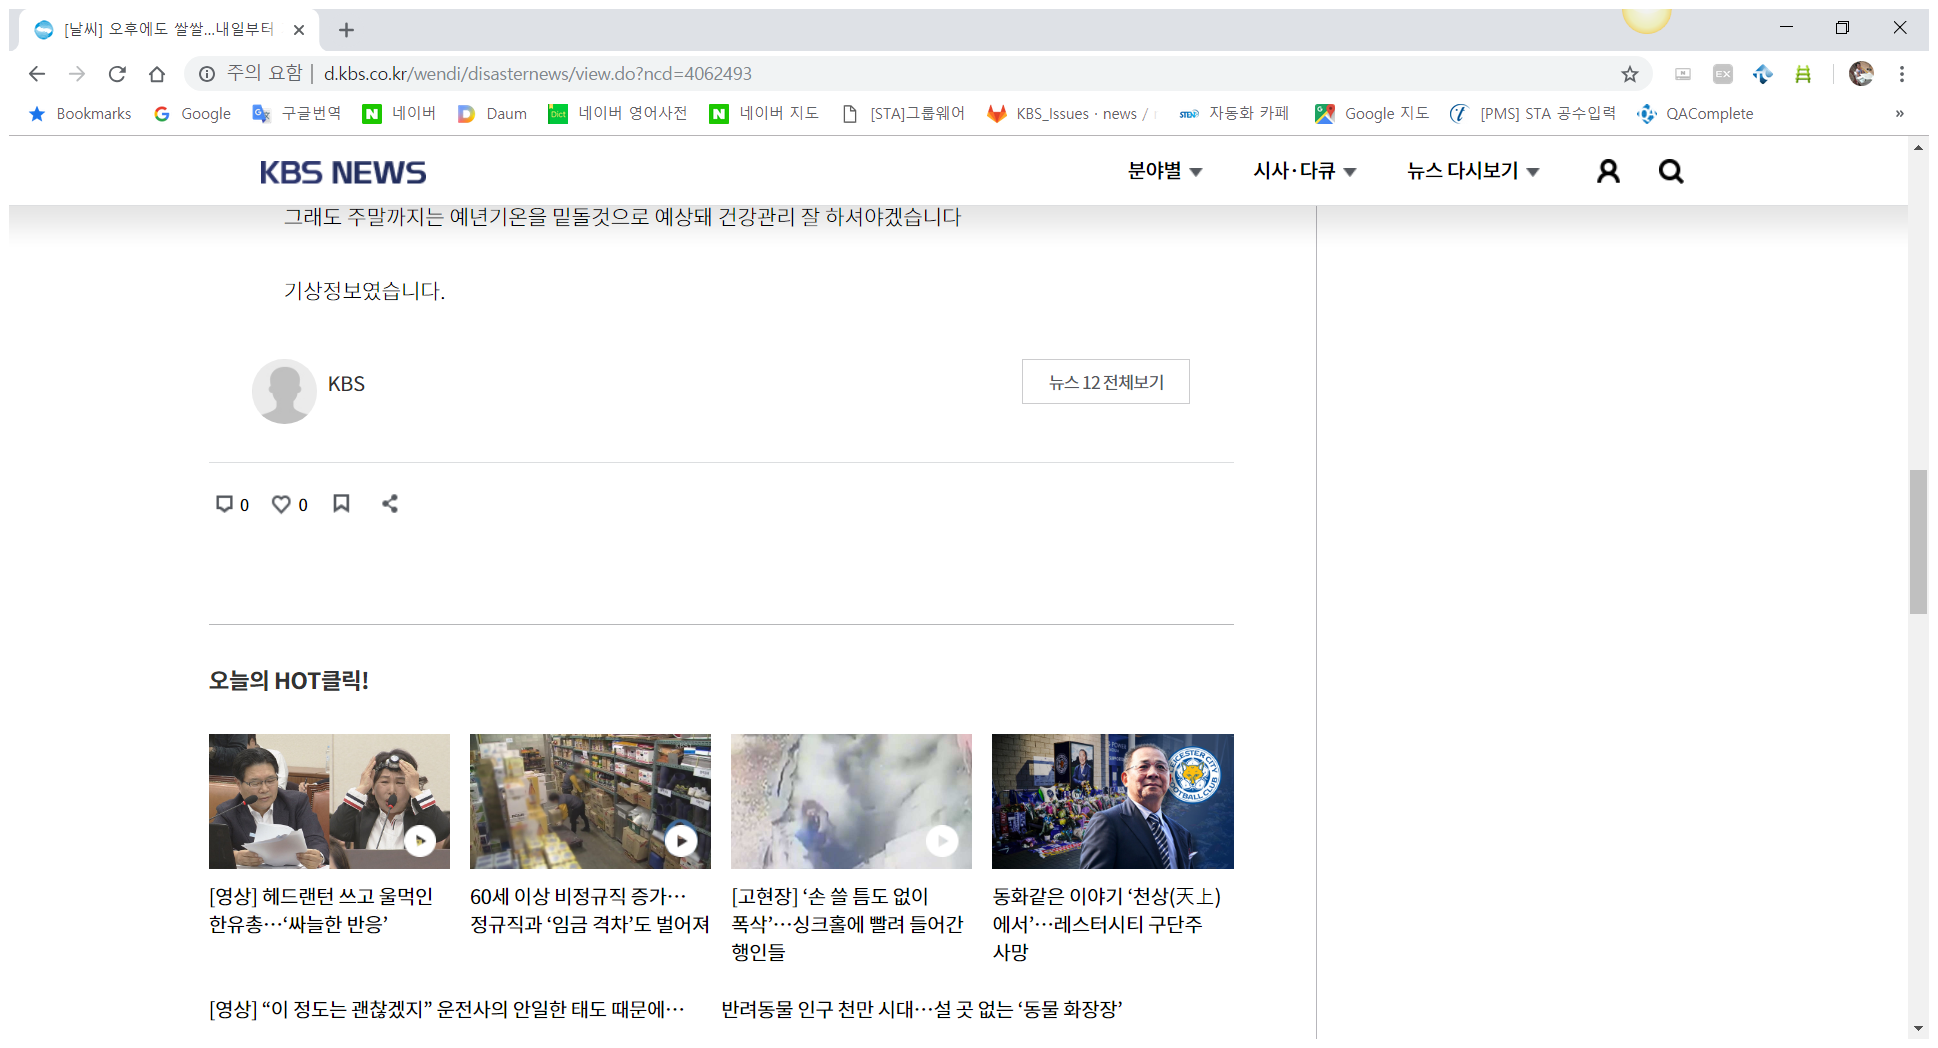 [날씨] 오후에도 쌀쌀...내일부터
주의 요함 | d.kbs.co.kr/wendi/disasternews/view.do?ncd=4062493
EX
Bookmarks Google 구글번역 네이버 Daum 네이버 영어사전 네이버 지도 [STA]그룹웨어 KBS_Issues · news / 자동화 카페 Google 지도 [PMS] STA 공수입력 QAComplete »
KBS NEWS 분야별 시사·다큐 뉴스 다시보기
그래도 주말까지는 예년기온을 밑돌것으로 예상돼 건강관리 잘 하셔야겠습니다
기상정보였습니다.
KBS 뉴스 12 전체보기
0 0
오늘의 HOT클릭!
LEICESTER CITY
FOOTBALL CLUB
[영상] 헤드랜턴 쓰고 울먹인
한유총…‘싸늘한 반응’
60세 이상 비정규직 증가…
정규직과 ‘임금 격차’도 벌어져
[고현장] ‘손 쓸 틈도 없이
폭삭’…싱크홀에 빨려 들어간
행인들
동화같은 이야기 ‘천상(天上)
에서’…레스터시티 구단주
사망
[영상] “이 정도는 괜찮겠지” 운전사의 안일한 태도 때문에…
반려동물 인구 천만 시대…설 곳 없는 ‘동물 화장장’